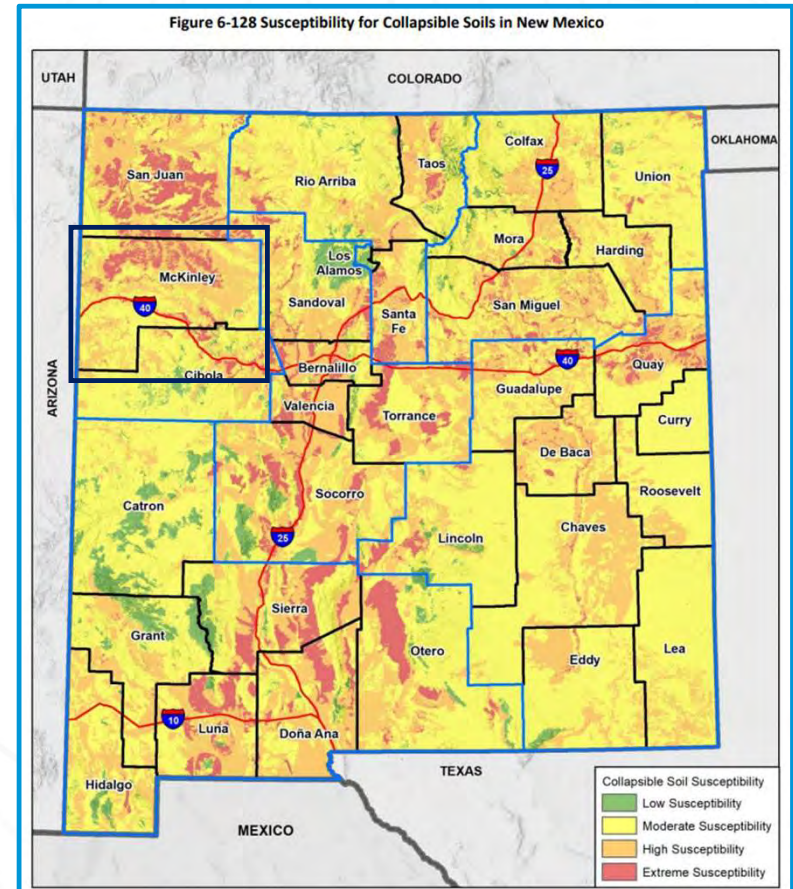 Figure 6-128 Susceptibility for Collapsible Soils in New Mexico
UTAH
COLORADO
OKLAHOMA
San Juan
Rio Arriba
Taos
Colfax
25
Union
Mora
Harding
McKinley
Los
Alamos
Sandoval
Santa
Fe
San Miguel
40
ARIZONA
Cibola
Bernalillo
Guadalupe
40
Quay
Valencia
Torrance
Curry
De Baca
Roosevelt
Catron
Socorro
25
Lincoln
Chaves
Sierra
Grant
Otero
Eddy
Lea
10
Luna
Doña Ana
Hidalgo
TEXAS
MEXICO
Collapsible Soil Susceptibility
Low Susceptibility
Moderate Susceptibility
High Susceptibility
Extreme Susceptibility